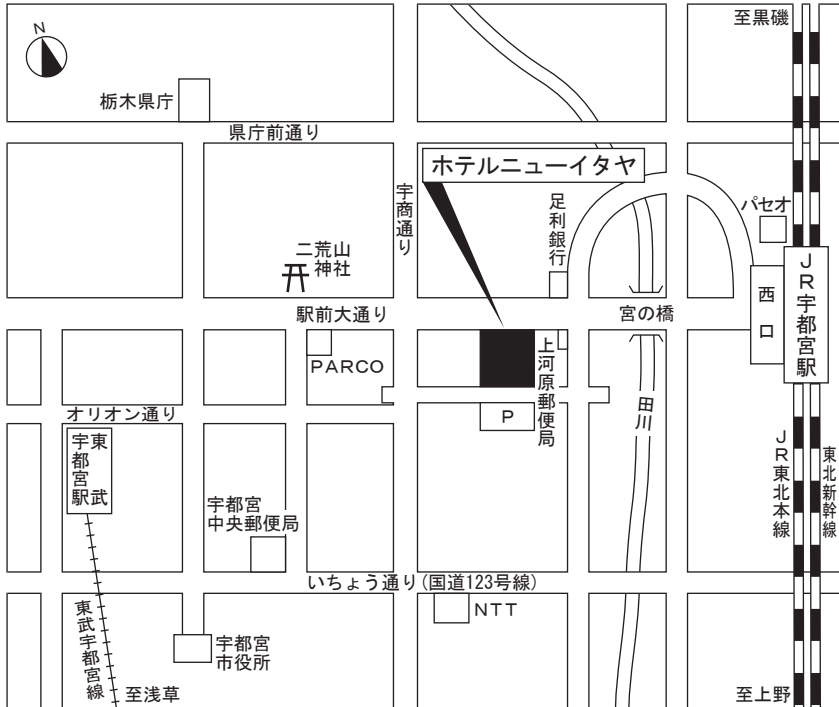 N
至黒磯
栃木県庁
県庁前通り
ホテルニューイタヤ
宇商通り
足利銀行
パセオ
二荒山
神社
JR宇都宮駅
西口
駅前大通り
宮の橋
PARCO
上河原郵便局
オリオン通り
P
田川
東武
宇都宮駅
JR東北本線
東北新幹線
宇都宮
中央郵便局
いちょう通り(国道123号線)
NTT
東武宇都宮線
宇都宮
市役所
至浅草
至上野